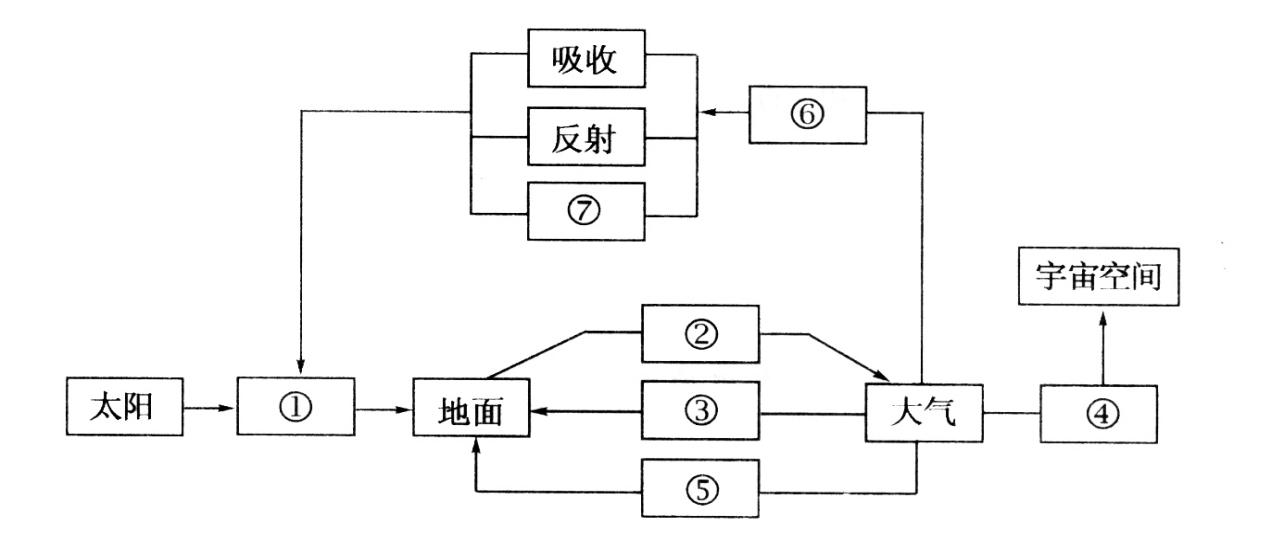 吸收
⑥
反射
⑦
宇宙空间
②
太阳
①
地面
③
大气
④
⑤